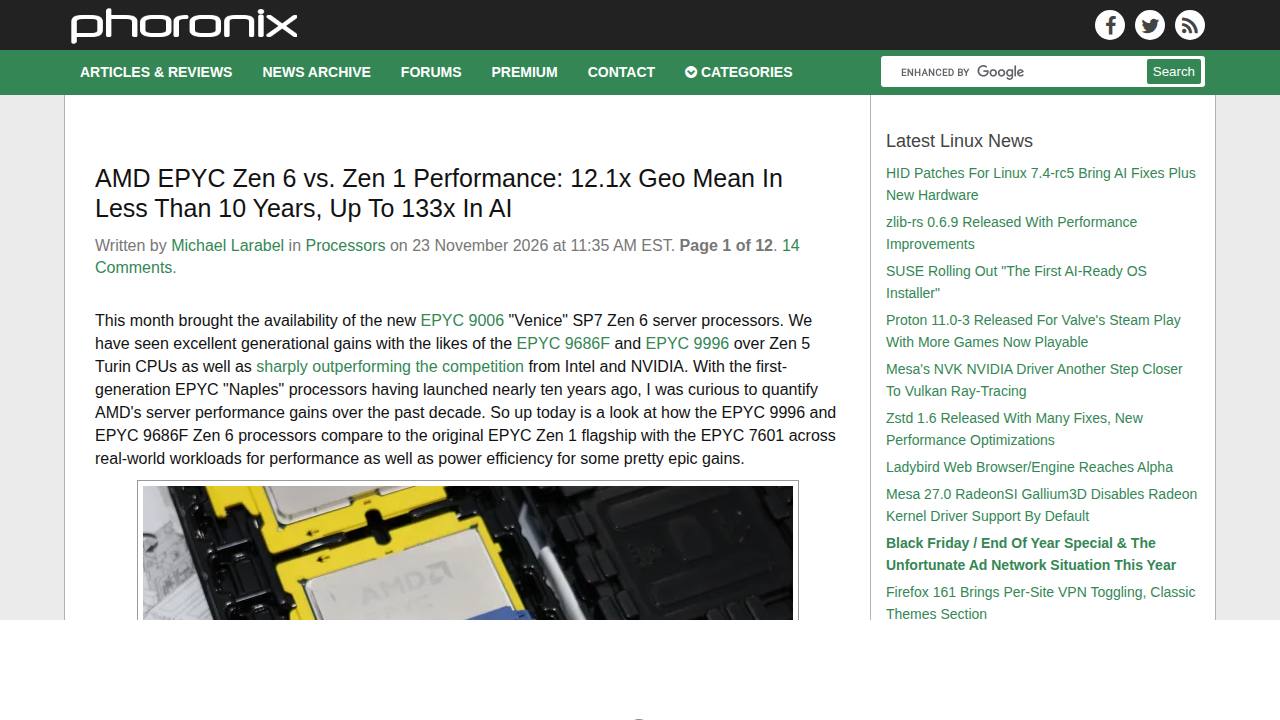 phoronix
ARTICLES & REVIEWS NEWS ARCHIVE FORUMS PREMIUM CONTACT CATEGORIES
ENHANCED BY Google Search
AMD EPYC Zen 6 vs. Zen 1 Performance: 12.1x Geo Mean In
Less Than 10 Years, Up To 133x In AI
Written by Michael Larabel in Processors on 23 November 2026 at 11:35 AM EST. Page 1 of 12. 14
Comments.
This month brought the availability of the new EPYC 9006 "Venice" SP7 Zen 6 server processors. We
have seen excellent generational gains with the likes of the EPYC 9686F and EPYC 9996 over Zen 5
Turin CPUs as well as sharply outperforming the competition from Intel and NVIDIA. With the first-
generation EPYC "Naples" processors having launched nearly ten years ago, I was curious to quantify
AMD's server performance gains over the past decade. So up today is a look at how the EPYC 9996 and
EPYC 9686F Zen 6 processors compare to the original EPYC Zen 1 flagship with the EPYC 7601 across
real-world workloads for performance as well as power efficiency for some pretty epic gains.
AMD
Latest Linux News
HID Patches For Linux 7.4-rc5 Bring AI Fixes Plus
New Hardware
zlib-rs 0.6.9 Released With Performance
Improvements
SUSE Rolling Out "The First AI-Ready OS
Installer"
Proton 11.0-3 Released For Valve's Steam Play
With More Games Now Playable
Mesa's NVK NVIDIA Driver Another Step Closer
To Vulkan Ray-Tracing
Zstd 1.6 Released With Many Fixes, New
Performance Optimizations
Ladybird Web Browser/Engine Reaches Alpha
Mesa 27.0 RadeonSI Gallium3D Disables Radeon
Kernel Driver Support By Default
Black Friday / End Of Year Special & The
Unfortunate Ad Network Situation This Year
Firefox 161 Brings Per-Site VPN Toggling, Classic
Themes Section